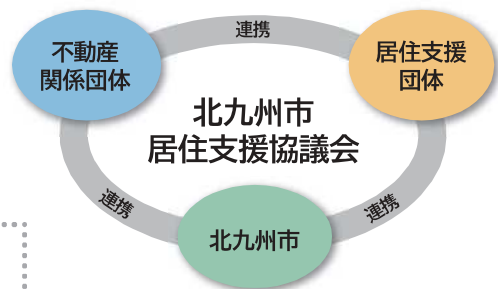 連携
不動産
関係団体
居住支援
団体
北九州市
居住支援協議会
連携
連携
北九州市